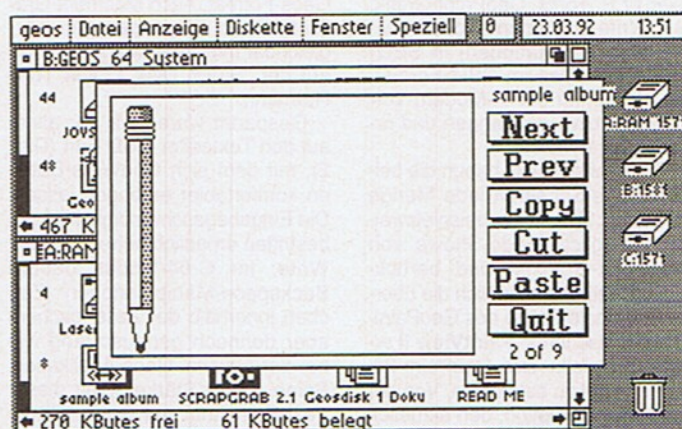 geos Datei Anzeige Diskette Fenster Speziell 0 23.03.92 13:51
B:GEOS 64 System
44
sample album
A:RAM 1571
Next
Prev
B:1581
Copy
467 K
Cut
C:1571
EA:RAM
Paste
4
Quit
2 of 9
sample album SCRAPGRAB 2.1 Geosdisk 1 Doku READ ME
270 KBytes frei 61 KBytes belegt